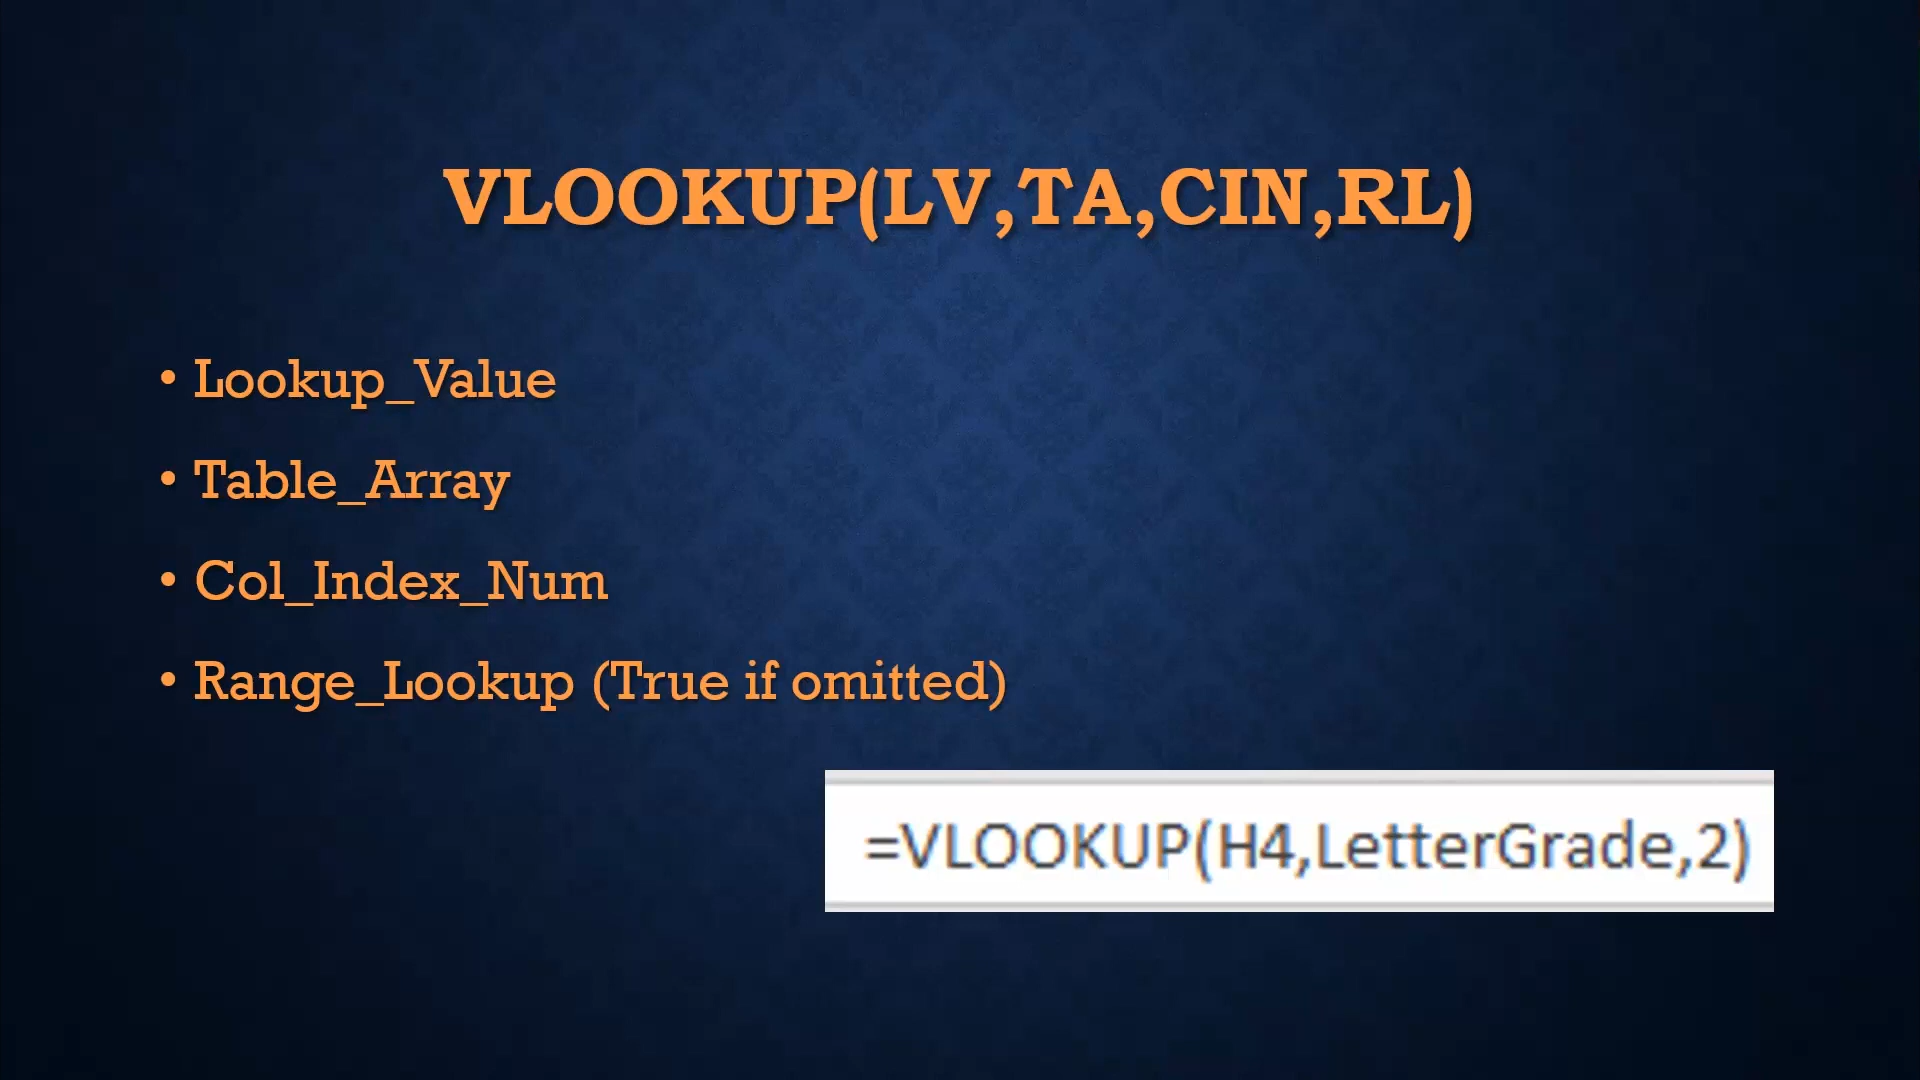 VLOOKUP(LV,TA,CIN,RL)
• Lookup_Value
• Table_Array
• Col_Index_Num
• Range_Lookup (True if omitted)
=VLOOKUP(H4,LetterGrade,2)